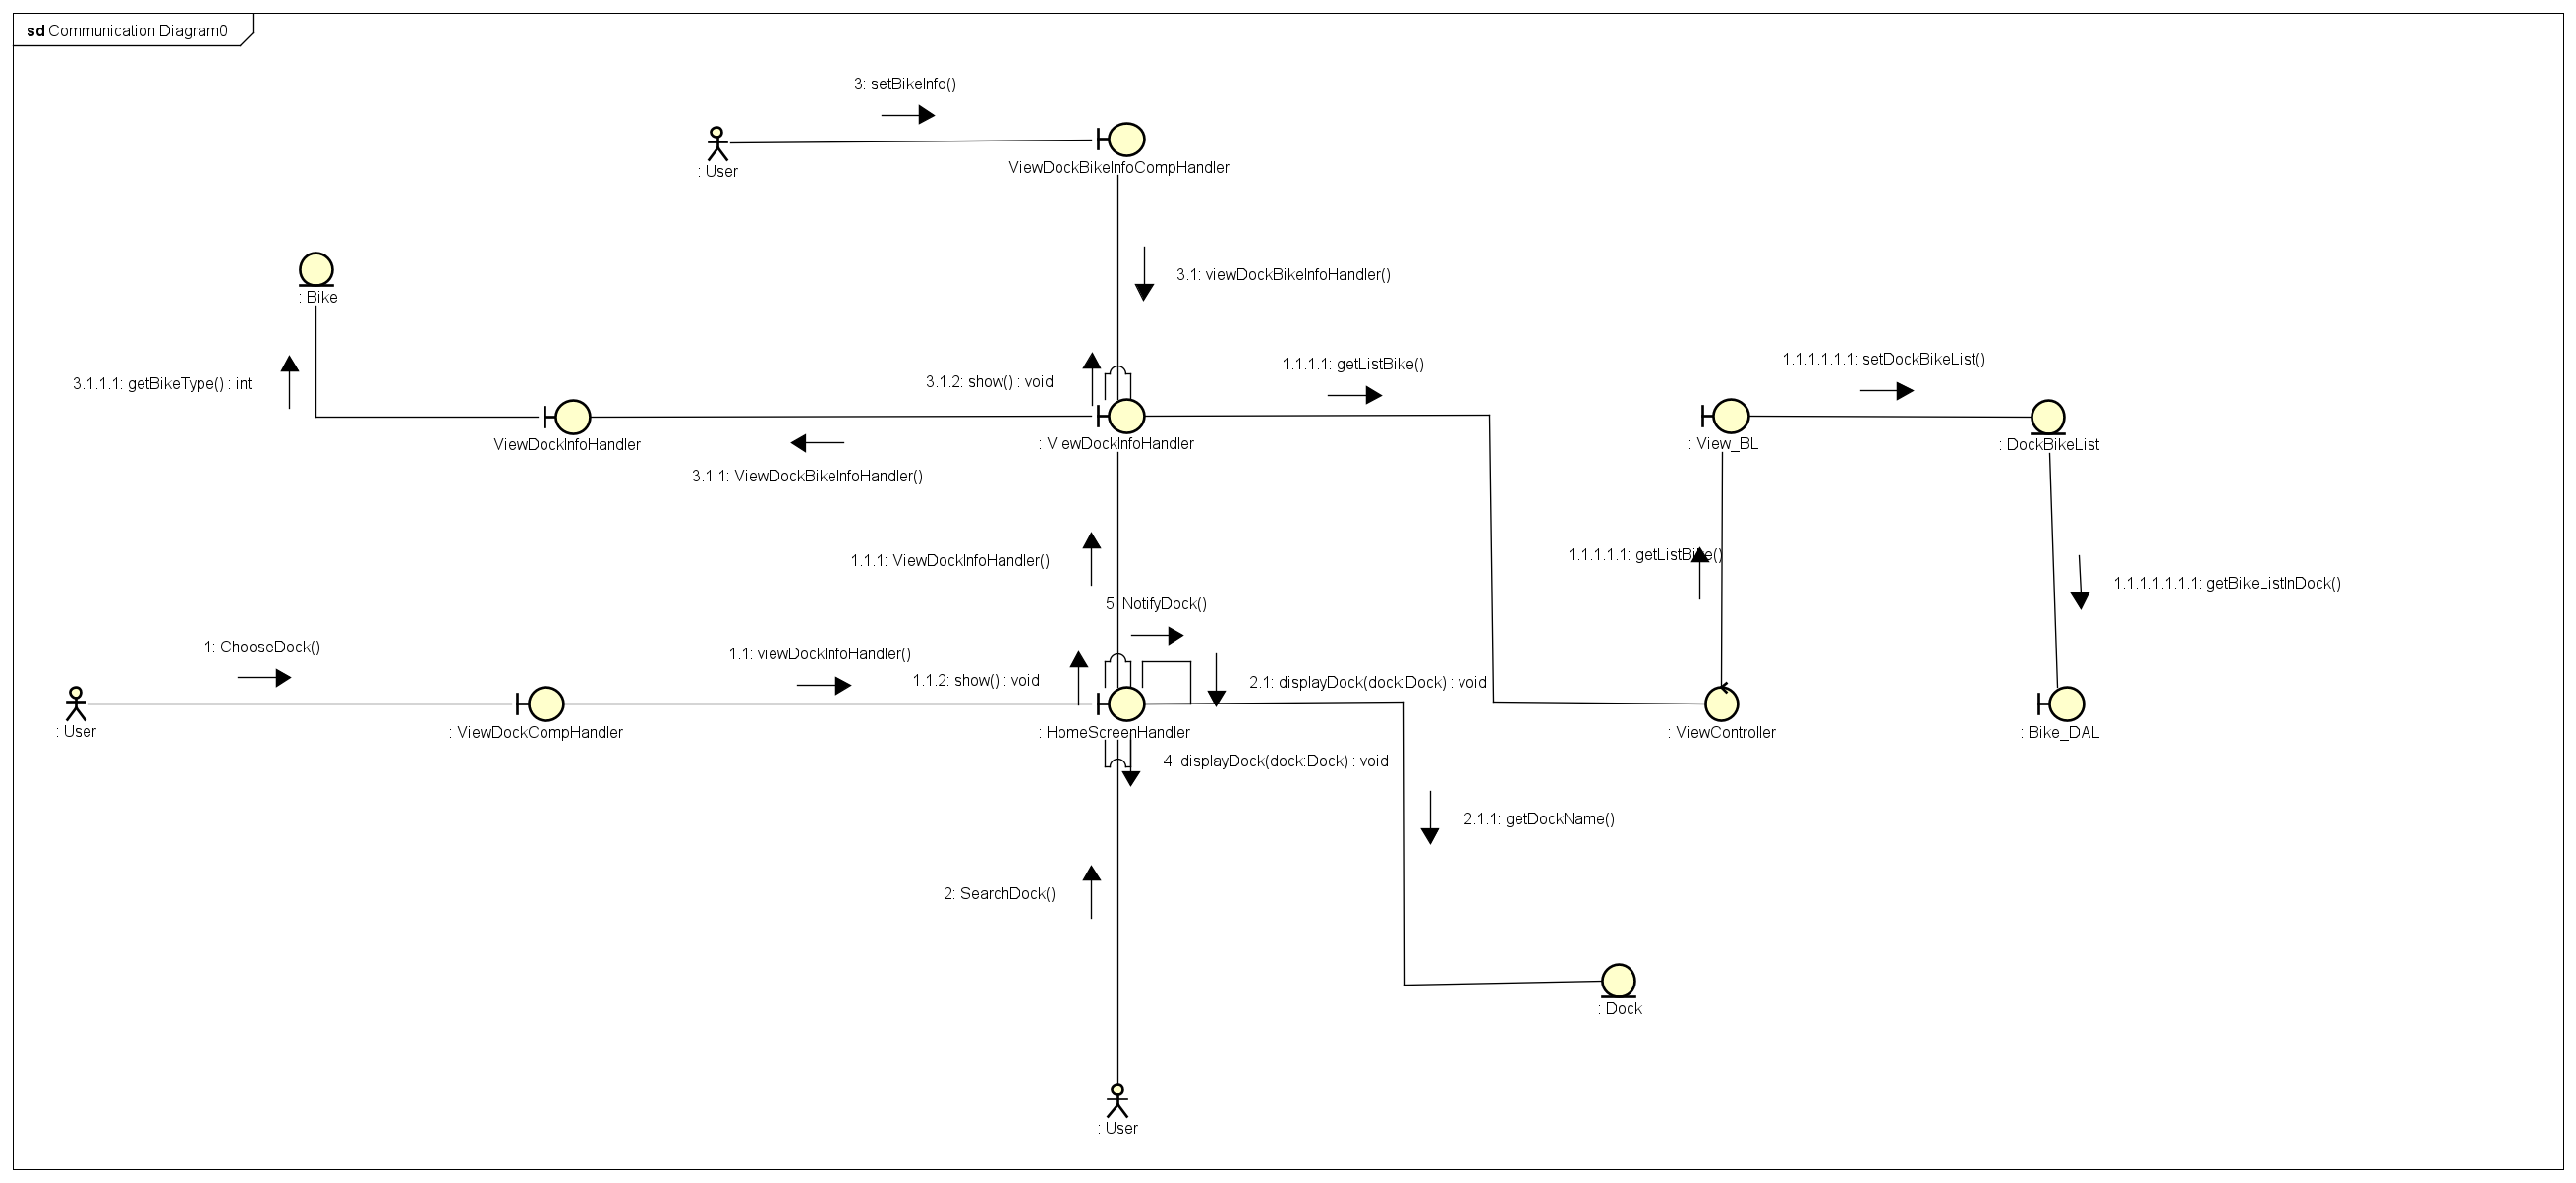 sd Communication Diagram0
3: setBikeInfo()
: User
: ViewDockBikeInfoCompHandler
3.1: viewDockBikeInfoHandler()
: Bike
3.1.1.1: getBikeType() : int
3.1.2: show() : void
1.1.1.1: getListBike()
1.1.1.1.1.1: setDockBikeList()
: ViewDockInfoHandler
: ViewDockInfoHandler
: View_BL
: DockBikeList
3.1.1: ViewDockBikeInfoHandler()
1.1.1: ViewDockInfoHandler()
1.1.1.1.1: getListBike()
1.1.1.1.1.1.1: getBikeListInDock()
5: NotifyDock()
1: ChooseDock()
1.1: viewDockInfoHandler()
1.1.2: show() : void
2.1: displayDock(dock:Dock) : void
: User
: ViewDockCompHandler
: HomeScreenHandler
: ViewController
: Bike_DAL
4: displayDock(dock:Dock) : void
2.1.1: getDockName()
2: SearchDock()
: Dock
: User